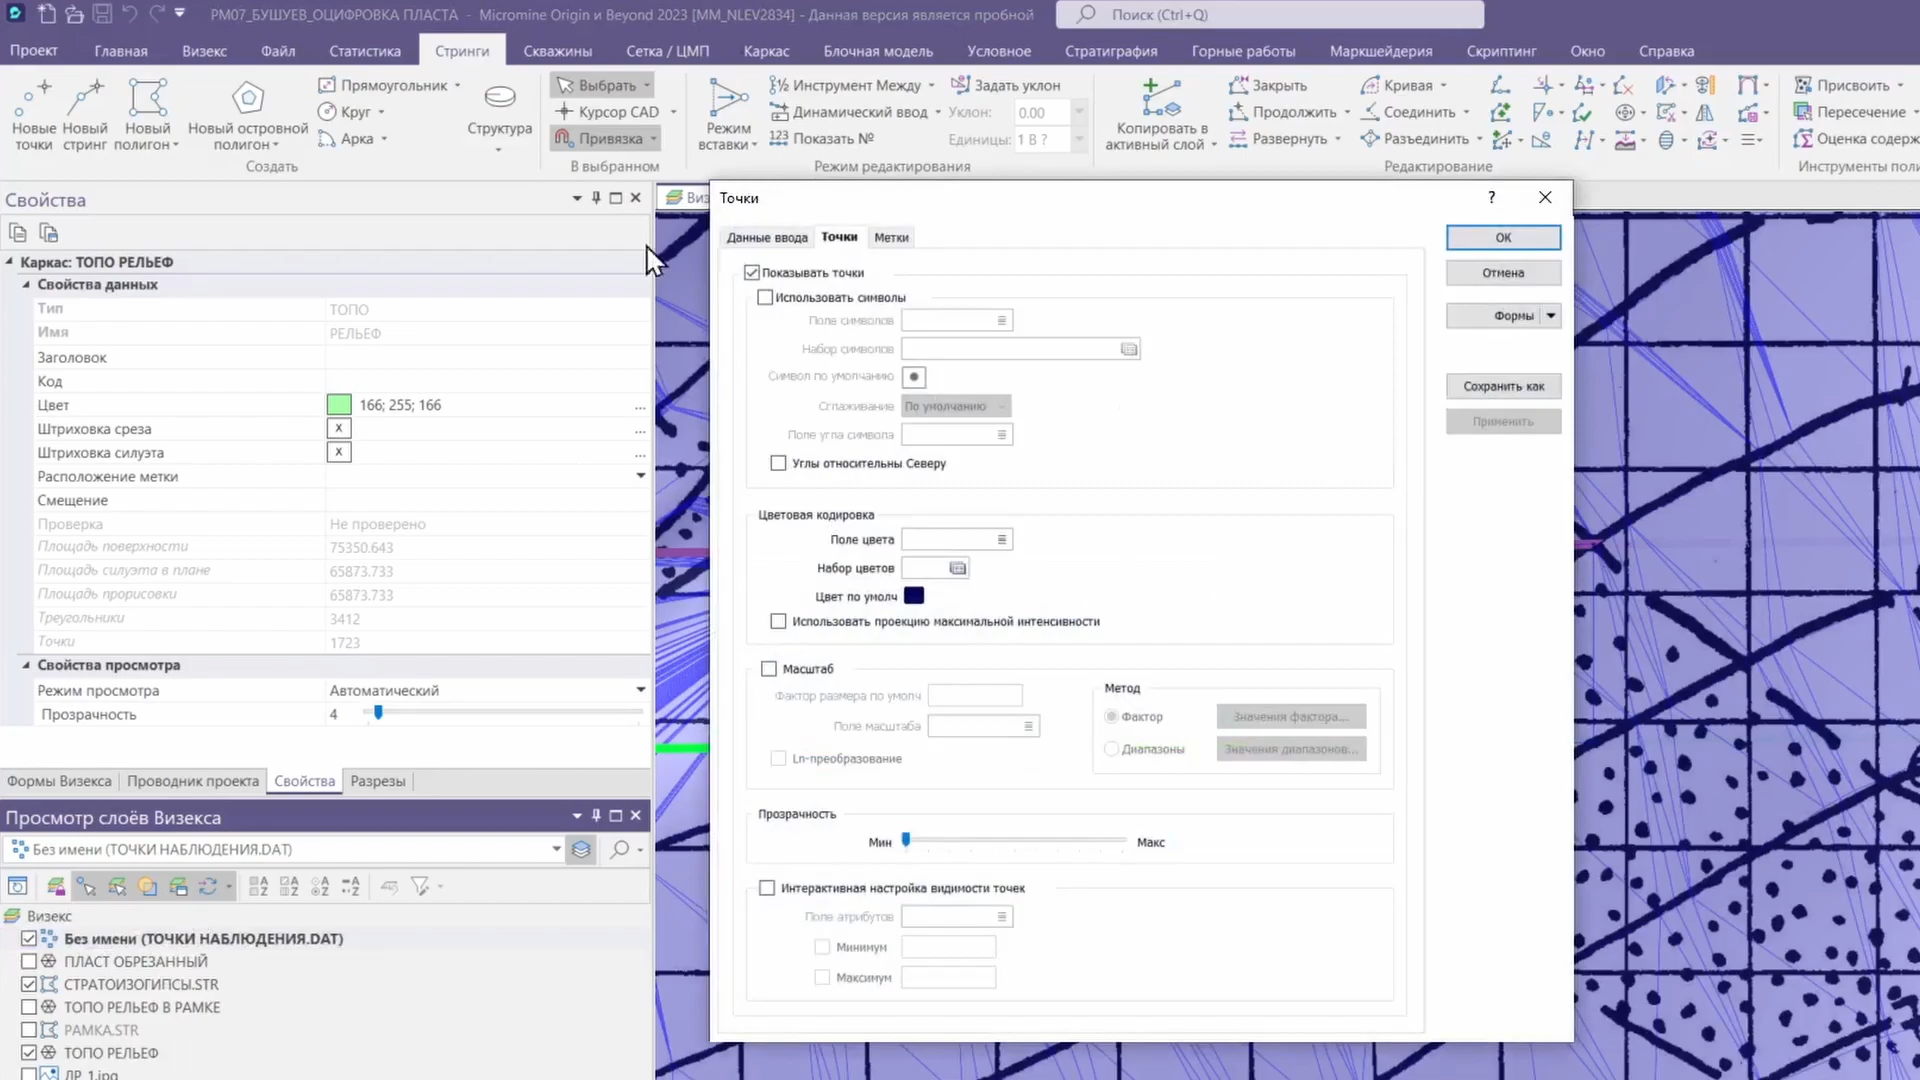 РМ07_БУШУЕВ_ОЦИФРОВКА ПЛАСТА - Micromine Origin и Beyond 2023 [MM_NLEV2834] - Данная версия является пробной
Поиск (Ctrl+Q)
Проект Главная Визекс Файл Статистика Стринги Скважины Сетка / ЦМП Каркас Блочная модель Условное Стратиграфия Горные работы Маркшейдерия Скриптинг Окно Справка
Новые точки
Новый стринг
Новый полигон
Новый островной полигон
Прямоугольник
Круг
Арка
Структура
Создать
Выбрать
Курсор CAD
Привязка
В выбранном
Режим вставки
Инструмент Между
Динамический ввод
123 Показать №
Задать уклон
Уклон: 0.00
Единицы: 1 В ?
Режим редактирования
Копировать в активный слой
Закрыть
Продолжить
Развернуть
Кривая
Соединить
Разъединить
Редактирование
Присвоить
Пересечение
Оценка содерж
Инструменты поли
Свойства
Каркас: ТОПО РЕЛЬЕФ
Свойства данных
Тип ТОПО
Имя РЕЛЬЕФ
Заголовок
Код
Цвет 166; 255; 166 ...
Штриховка среза X ...
Штриховка силуэта X ...
Расположение метки
Смещение
Проверка Не проверено
Площадь поверхности 75350.643
Площадь силуэта в плане 65873.733
Площадь прорисовки 65873.733
Треугольники 3412
Точки 1723
Свойства просмотра
Режим просмотра Автоматический
Прозрачность 4
Формы Визекса Проводник проекта Свойства Разрезы
Просмотр слоёв Визекса
Без имени (ТОЧКИ НАБЛЮДЕНИЯ.DAT)
Визекс
Без имени (ТОЧКИ НАБЛЮДЕНИЯ.DAT)
ПЛАСТ ОБРЕЗАННЫЙ
СТРАТОИЗОГИПСЫ.STR
ТОПО РЕЛЬЕФ В РАМКЕ
РАМКА.STR
ТОПО РЕЛЬЕФ
ЛР_1.jpg
Виз
Точки ?
Данные ввода Точки Метки
Показывать точки
Использовать символы
Поле символов
Набор символов
Символ по умолчанию
Сглаживание По умолчанию
Поле угла символа
Углы относительны Северу
Цветовая кодировка
Поле цвета
Набор цветов
Цвет по умолч
Использовать проекцию максимальной интенсивности
Масштаб
Фактор размера по умолч
Поле масштаба
Ln-преобразование
Метод
Фактор Значения фактора...
Диапазоны Значения диапазонов...
Прозрачность
Мин Макс
Интерактивная настройка видимости точек
Поле атрибутов
Минимум
Максимум
ОК
Отмена
Формы
Сохранить как
Применить